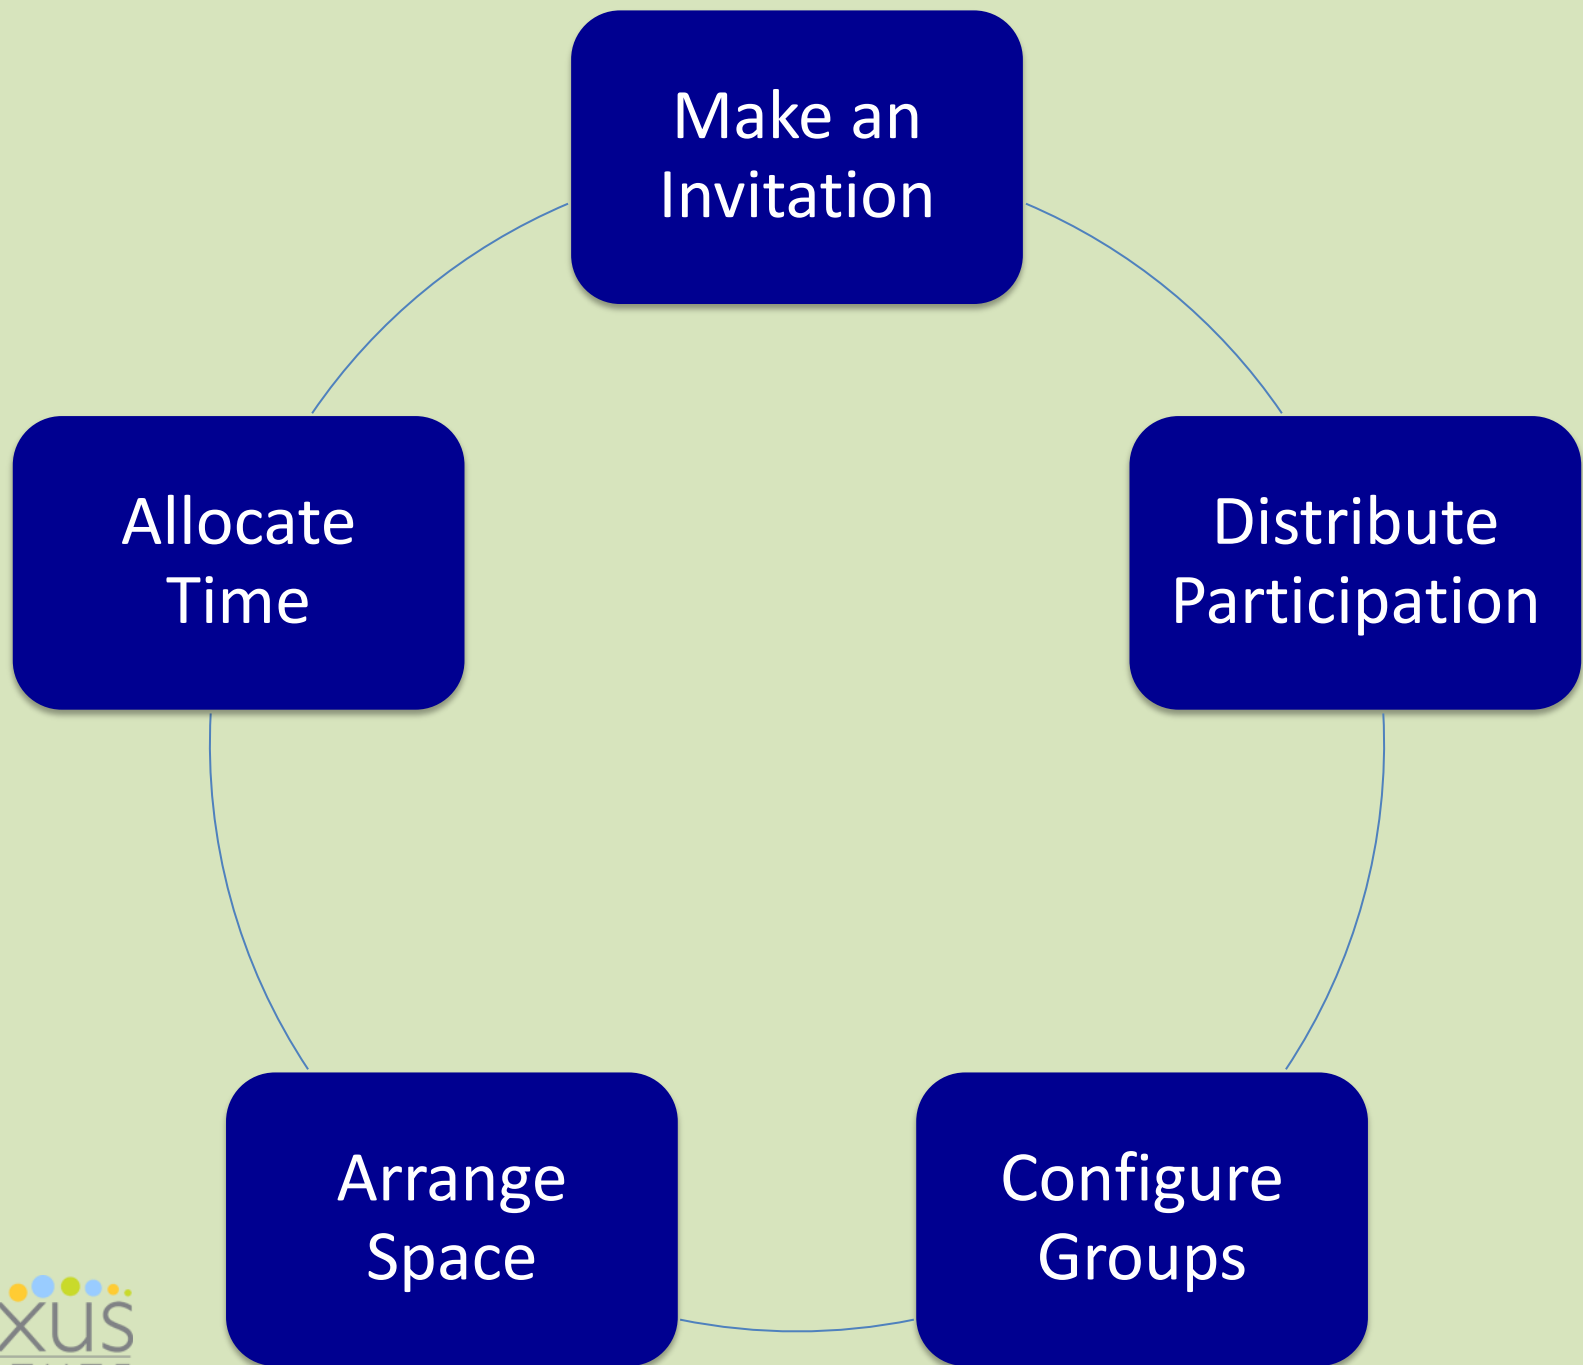 Make an
Invitation
Distribute
Participation
Configure
Groups
Arrange
Space
Allocate
Time
xus